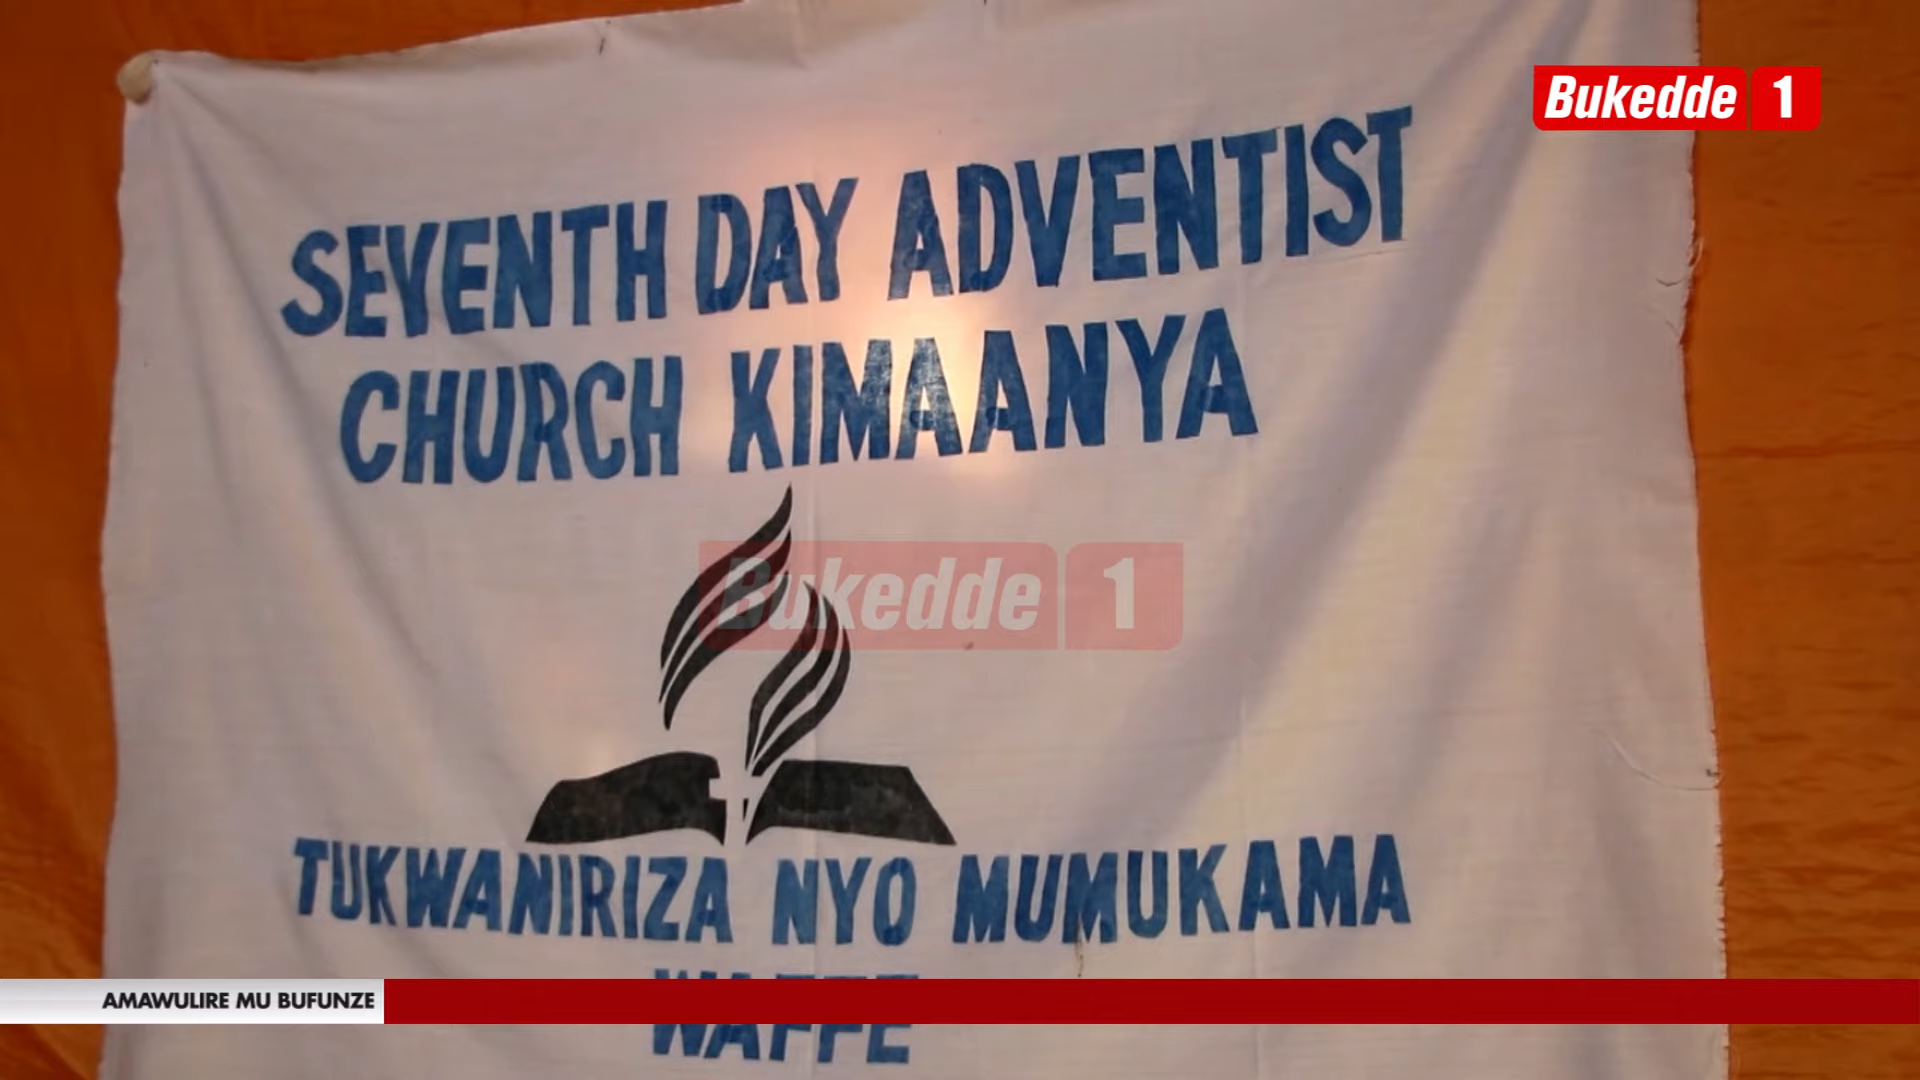 Bukedde 1
SEVENTH DAY ADVENTIST
CHURCH KIMAANYA
Bukedde 1
TUKWANIRIZA NYO MUMUKAMA
WAFFE
AMAWULIRE MU BUFUNZE